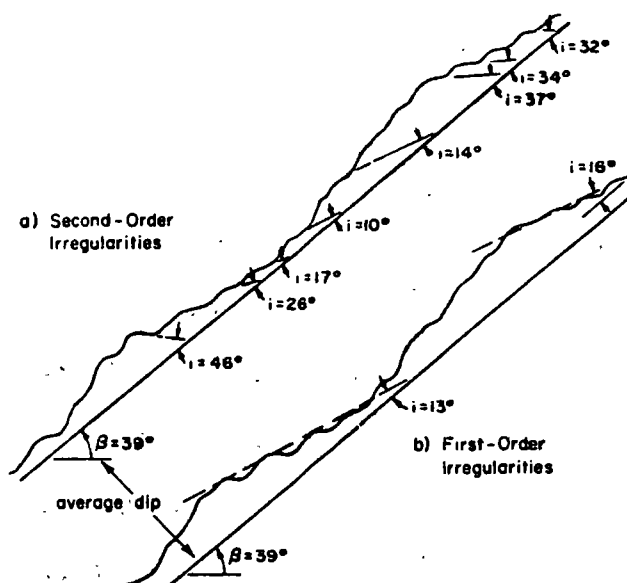 i=32°
i=34°
i=37°
i=14°
i=16°
a) Second-Order
Irregularities
i=10°
i=17°
i=26°
i=46°
i=13°
β=39°
b) First-Order
Irregularities
average dip
β=39°